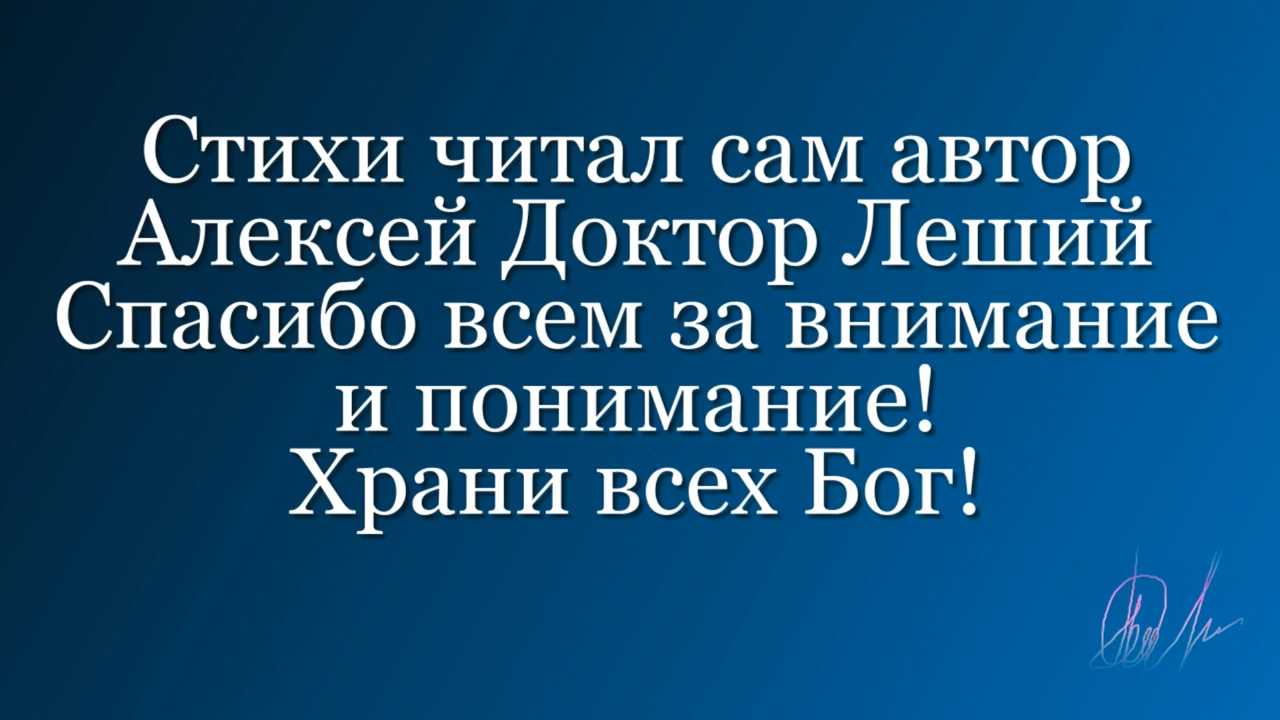 Стихи читал сам автор
Алексей Доктор Леший
Спасибо всем за внимание
и понимание!
Храни всех Бог!